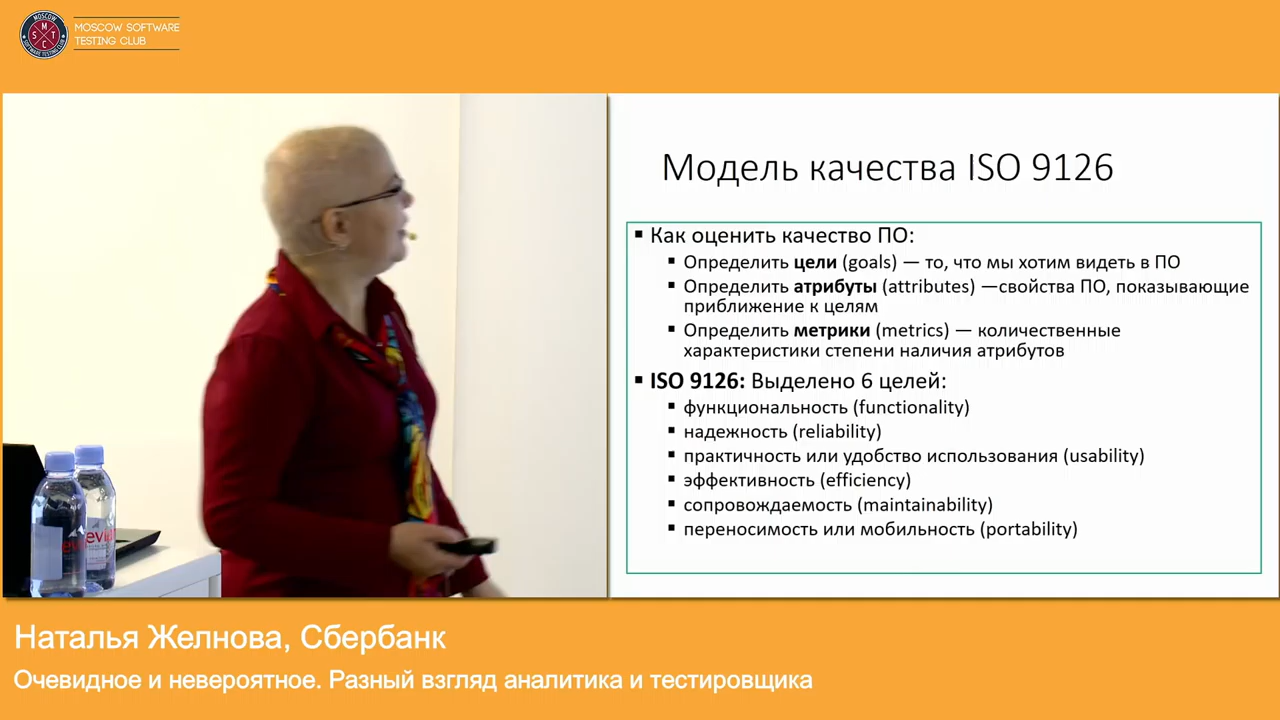 MOSCOW SOFTWARE
TESTING CLUB
Модель качества ISO 9126
▪ Как оценить качество ПО:
▪ Определить цели (goals) — то, что мы хотим видеть в ПО
▪ Определить атрибуты (attributes) —свойства ПО, показывающие
приближение к целям
▪ Определить метрики (metrics) — количественные
характеристики степени наличия атрибутов
▪ ISO 9126: Выделено 6 целей:
▪ функциональность (functionality)
▪ надежность (reliability)
▪ практичность или удобство использования (usability)
▪ эффективность (efficiency)
▪ сопровождаемость (maintainability)
▪ переносимость или мобильность (portability)
evian
Наталья Желнова, Сбербанк
Очевидное и невероятное. Разный взгляд аналитика и тестировщика